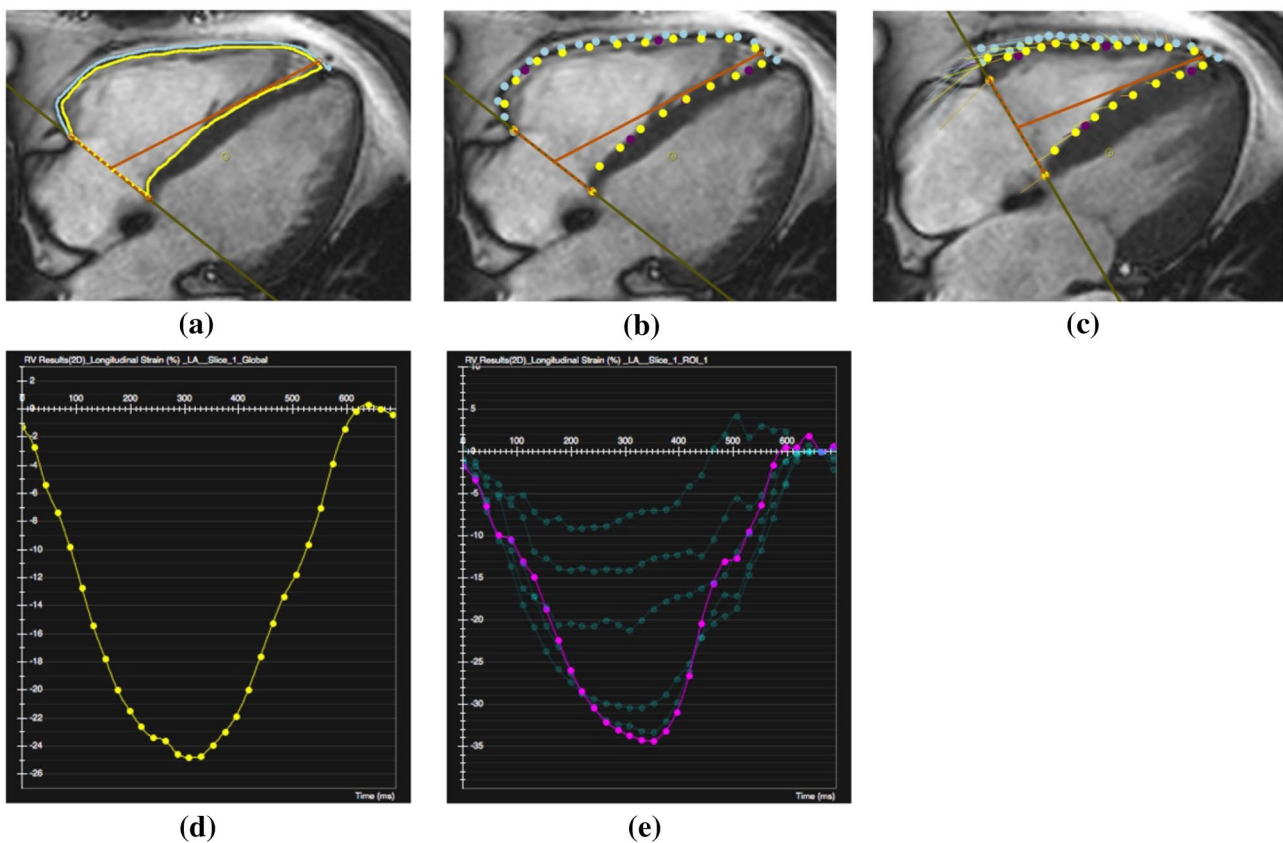 (a)
(b)
(c)
RV Results(2D)_Longitudinal Strain (%) _LA__Slice_1_Global
2
0 100 200 300 400 500 600
0
-2
-4
-6
-8
-10
-12
-14
-16
-18
-20
-22
-24
-26
Time (ms)
(d)
RV Results(2D)_Longitudinal Strain (%) _LA__Slice_1_ROI_1
10
5
0 100 200 300 400 500 600
0
-5
-10
-15
-20
-25
-30
-35
Time (ms)
(e)